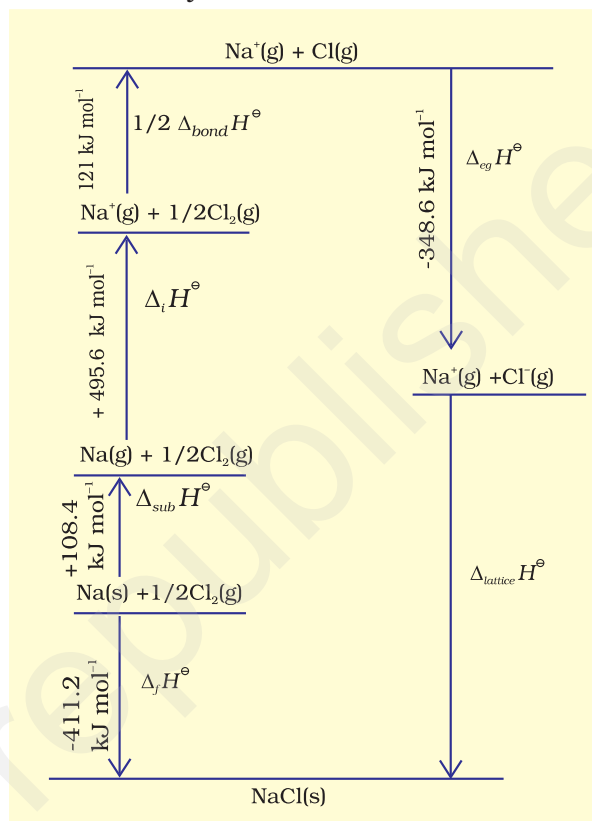 Na⁺(g) + Cl(g)
121 kJ mol⁻¹
1/2 Δbond H⊖
-348.6 kJ mol⁻¹
Δeg H⊖
Na⁺(g) + 1/2Cl₂(g)
+ 495.6 kJ mol⁻¹
Δi H⊖
Na⁺(g) +Cl⁻(g)
Na(g) + 1/2Cl₂(g)
+108.4
kJ mol⁻¹
Δsub H⊖
Δlattice H⊖
Na(s) +1/2Cl₂(g)
-411.2
kJ mol⁻¹
Δf H⊖
NaCl(s)
republishe